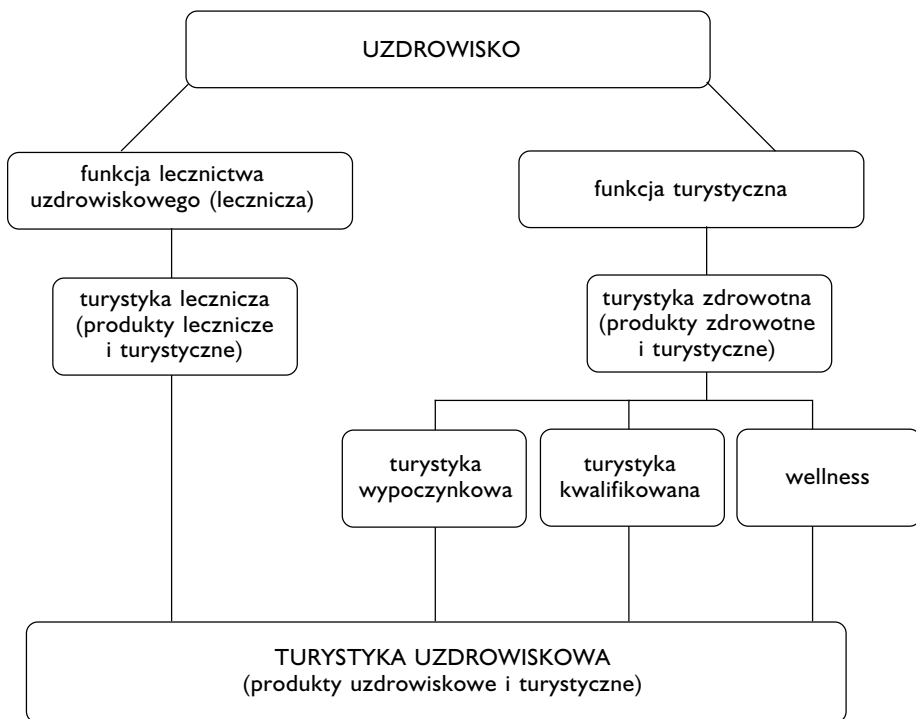 UZDROWISKO
funkcja lecznictwa
uzdrowiskowego (lecznicza)
funkcja turystyczna
turystyka lecznicza
(produkty lecznicze
i turystyczne)
turystyka zdrowotna
(produkty zdrowotne
i turystyczne)
turystyka
wypoczynkowa
turystyka
kwalifikowana
wellness
TURYSTYKA UZDROWISKOWA
(produkty uzdrowiskowe i turystyczne)